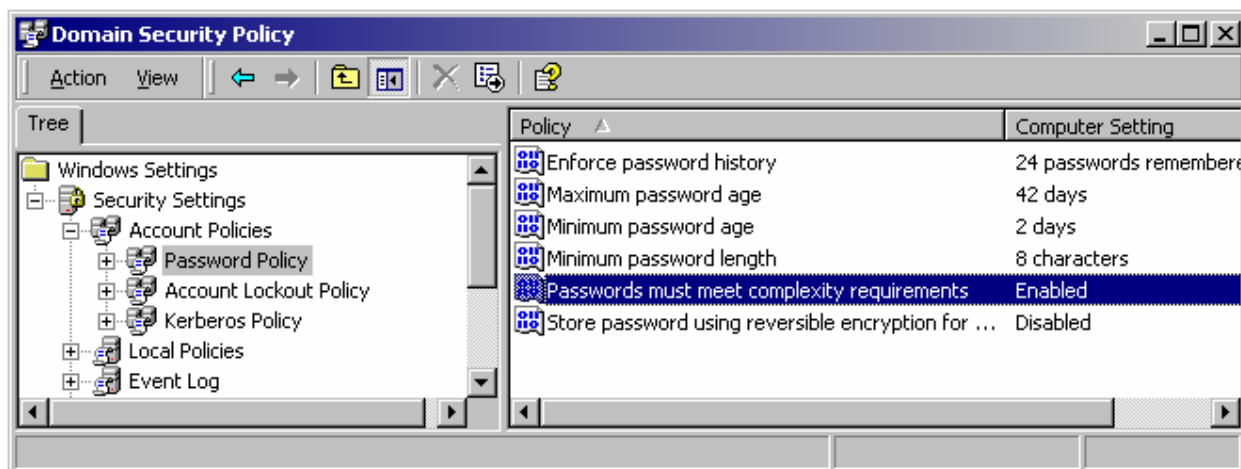 Domain Security Policy
Action View
Tree
Policy Computer Setting
Windows Settings
Security Settings
Account Policies
Password Policy
Account Lockout Policy
Kerberos Policy
Local Policies
Event Log
Enforce password history 24 passwords remembere
Maximum password age 42 days
Minimum password age 2 days
Minimum password length 8 characters
Passwords must meet complexity requirements Enabled
Store password using reversible encryption for ... Disabled